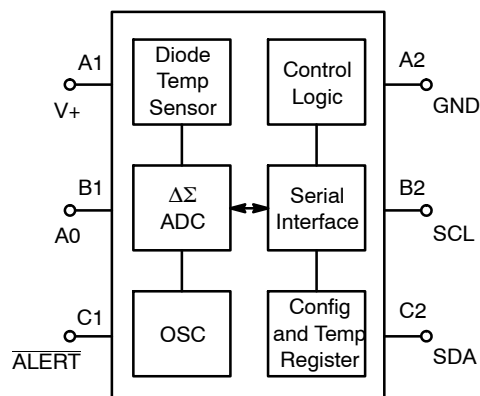 A1
V+
B1
A0
C1
ALERT
Diode
Temp
Sensor
ΔΣ
ADC
OSC
Control
Logic
Serial
Interface
Config
and Temp
Register
A2
GND
B2
SCL
C2
SDA